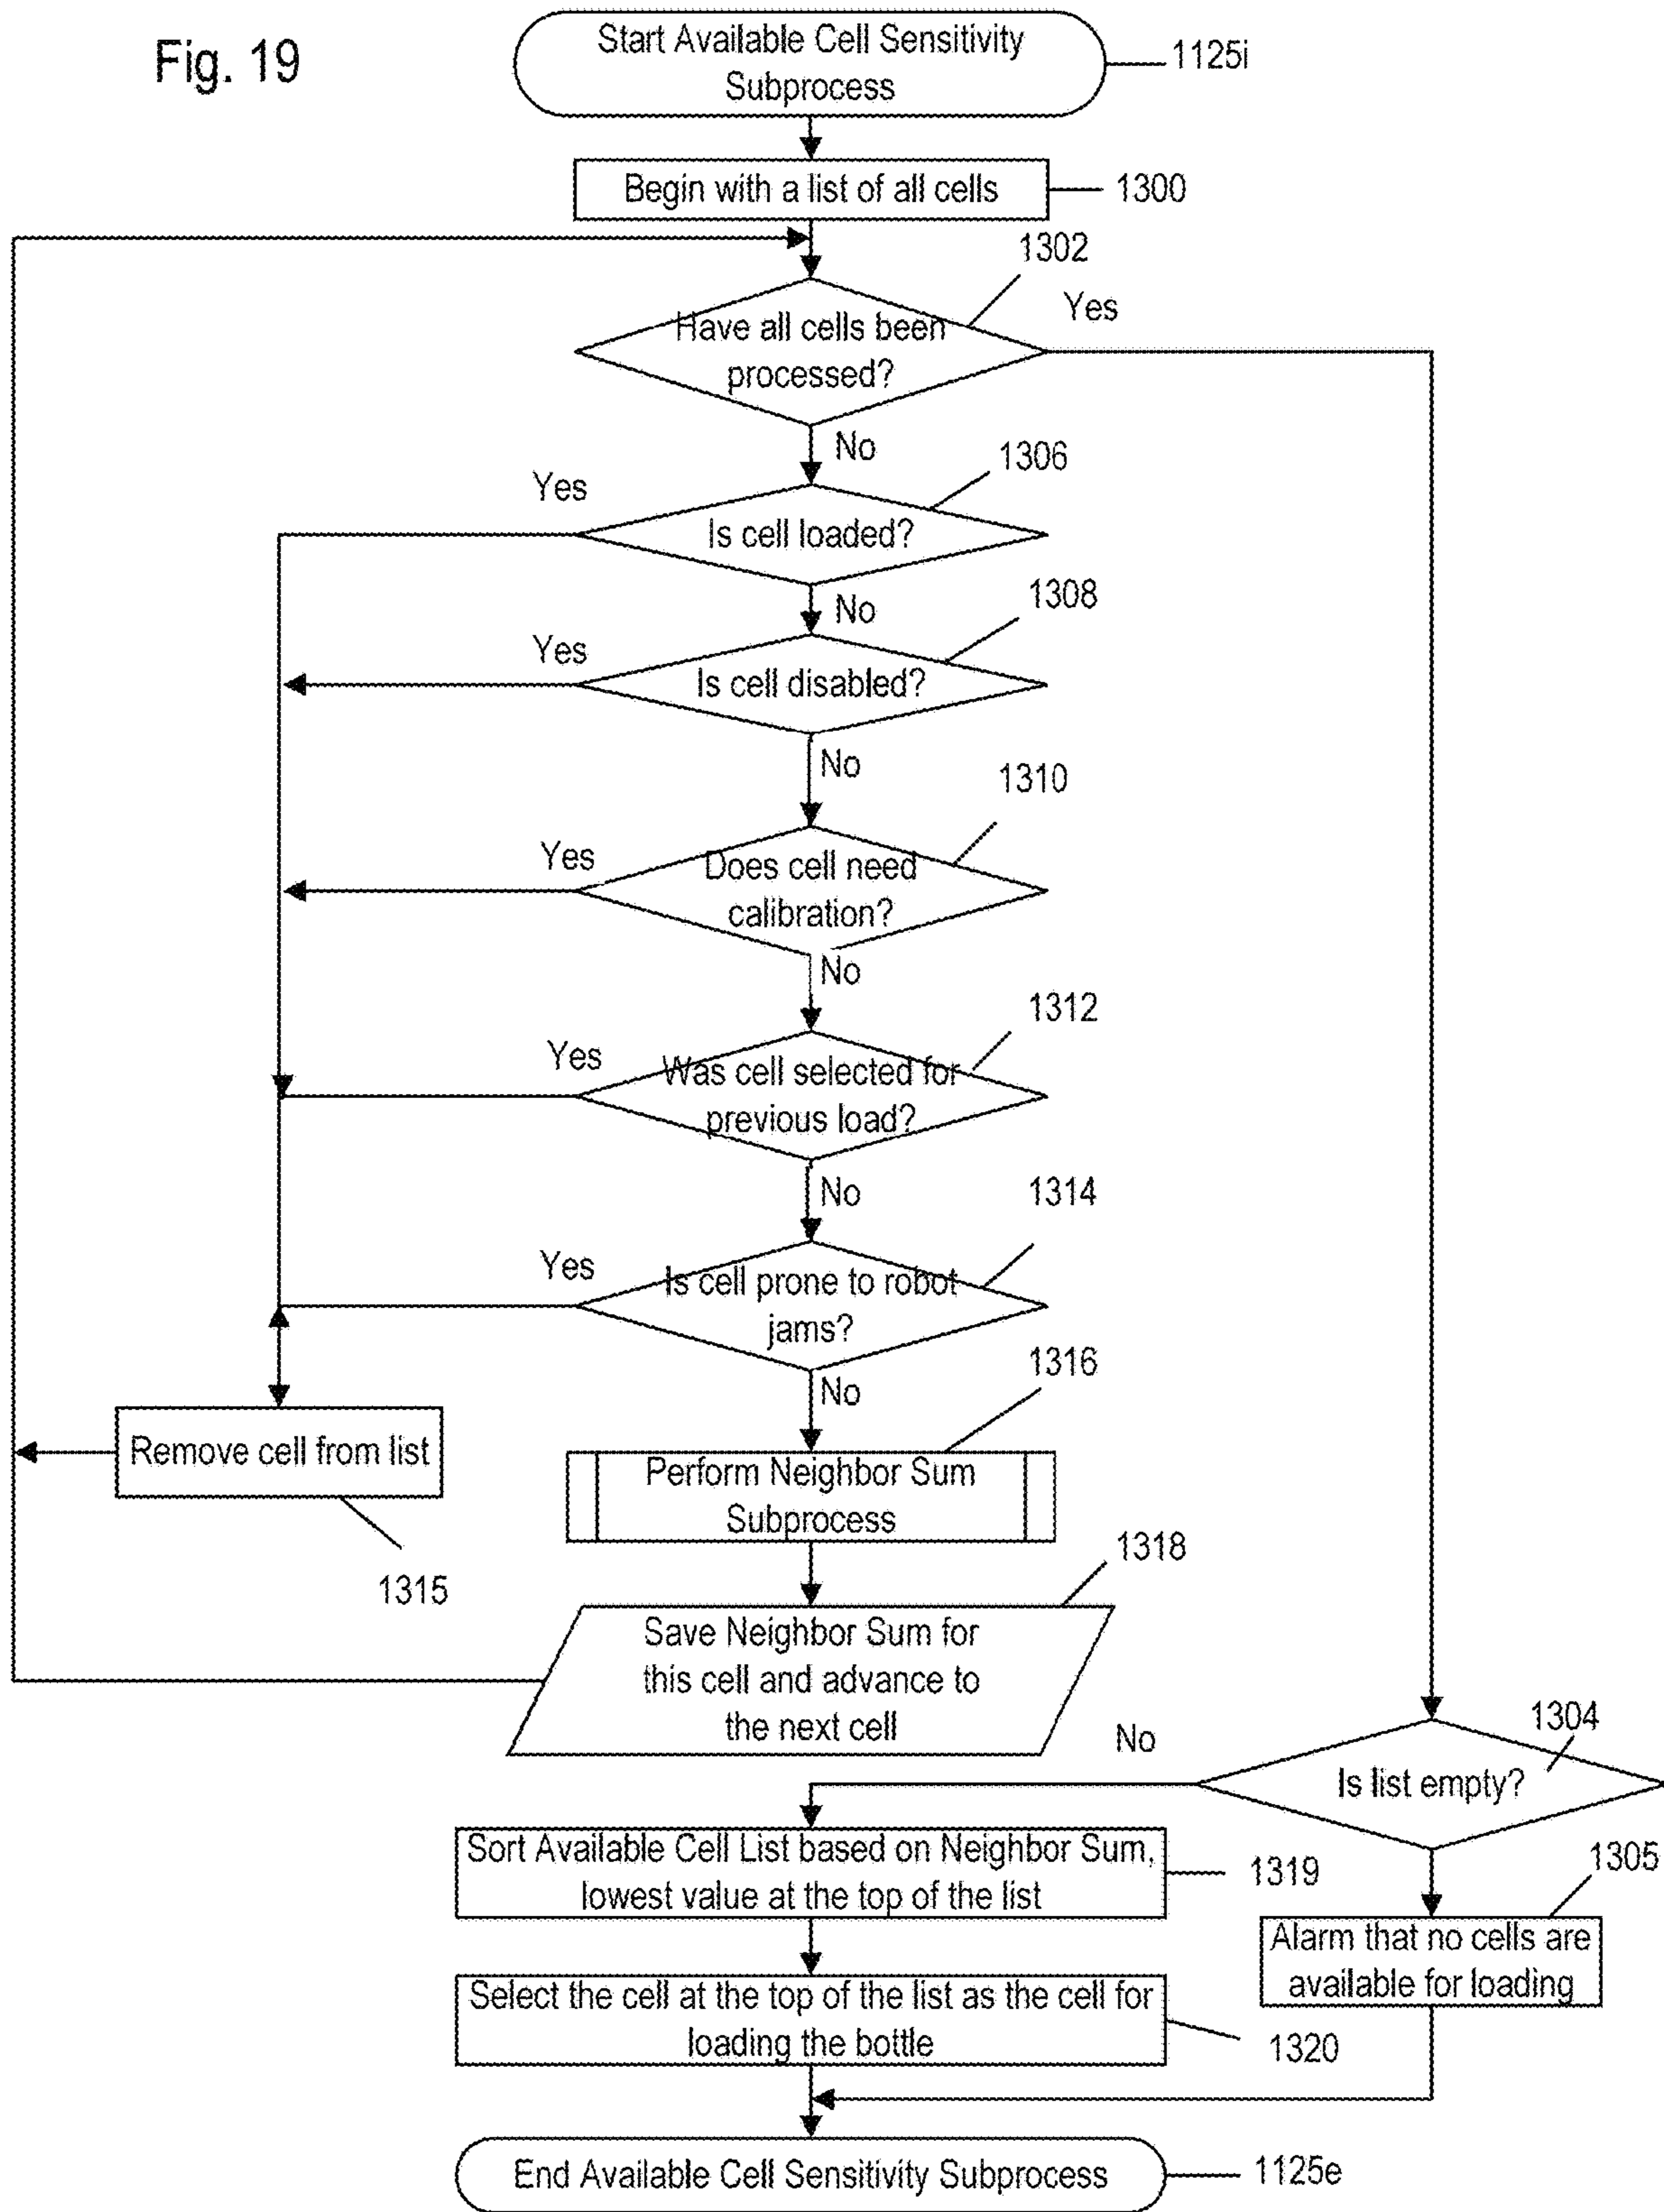 Fig. 19
Start Available Cell Sensitivity
Subprocess
1125i
Begin with a list of all cells
1300
1302
Yes
Have all cells been
processed?
No
1306
Yes
Is cell loaded?
No
1308
Yes
Is cell disabled?
No
1310
Yes
Does cell need
calibration?
No
1312
Yes
Was cell selected for
previous load?
No
1314
Yes
Is cell prone to robot
jams?
No
1316
Remove cell from list
1315
Perform Neighbor Sum
Subprocess
1318
Save Neighbor Sum for
this cell and advance to
the next cell
No
1304
Is list empty?
Sort Available Cell List based on Neighbor Sum,
lowest value at the top of the list
1319
1305
Alarm that no cells are
available for loading
Select the cell at the top of the list as the cell for
loading the bottle
1320
End Available Cell Sensitivity Subprocess
1125e